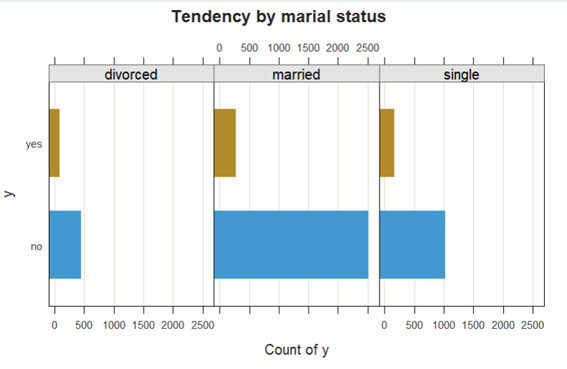 Tendency by marial status
0 500 1000 1500 2000 2500
divorced married single
yes
y
no
0 500 1000 1500 2000 2500 0 500 1000 1500 2000 2500
Count of y